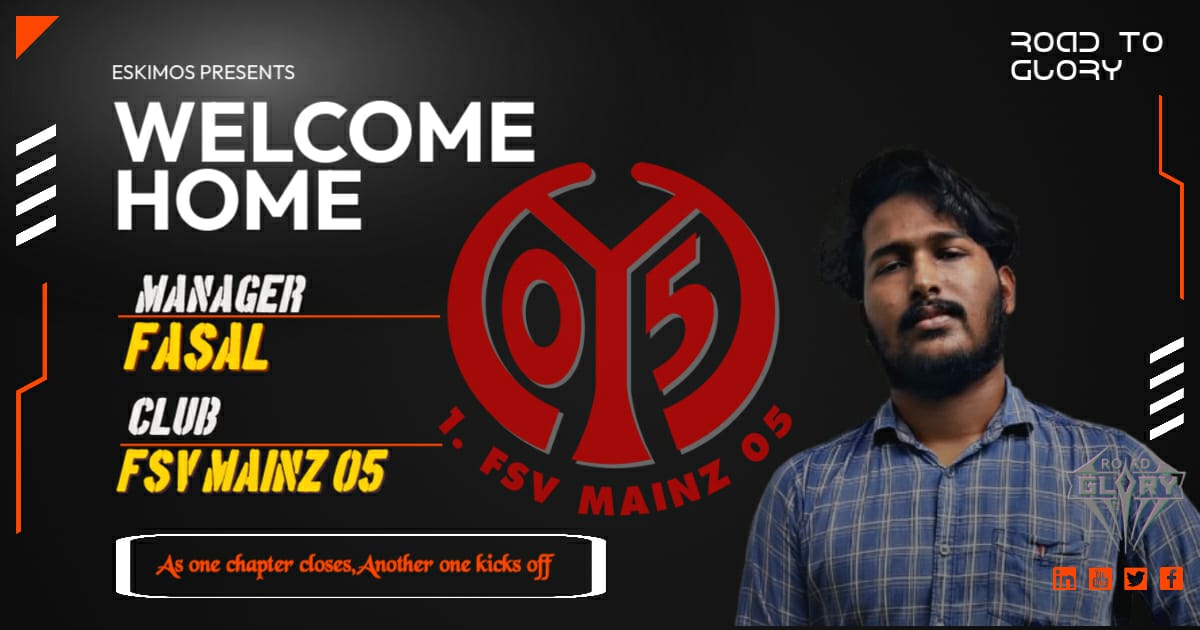 ESKIMOS PRESENTS
WELCOME
HOME
MANAGER
FASAL
CLUB
FSV MAINZ 05
As one chapter closes,Another one kicks off
05
1. FSV MAINZ 05
ROAD TO
GLORY
ROAD
GLORY